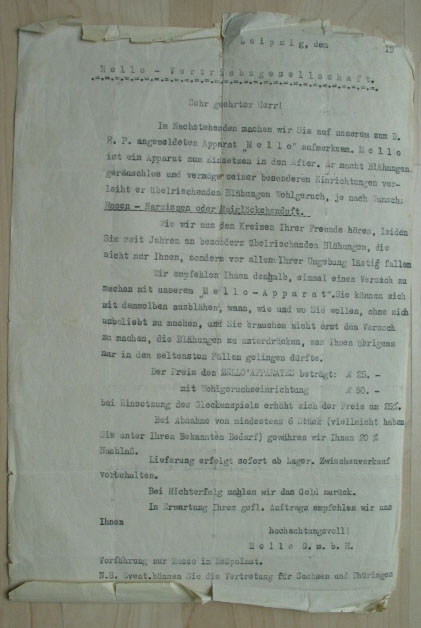 Leipzig, den 19
Mello - Vertriebsgesellschaft.
Sehr geehrter Herr!
Im Nachstehenden machen wir Sie auf unseren zum D.
R. P. angemeldeten Apparat "Mello" aufmerksam. Mello
ist ein Apparat zum Einsetzen in den After. Er macht Blähungen
geräuschlos und vermöge seiner besonderen Einrichtungen ver-
leiht er übelriechenden Blähungen Wohlgeruch, je nach Wunsch:
Rosen - Narzissen oder Maiglöckchenduft.
Wie wir aus den Kreisen Ihrer Freunde hören, leiden
Sie seit Jahren an besonders übelriechenden Blähungen, die
nicht nur Ihnen, sondern vor allem Ihrer Umgebung lästig fallen
Wir empfehlen Ihnen deshalb, einmal einen Versuch zu
machen mit unserem "Mello - Apparat". Sie können sich
mit demselben ausblähen, wann, wie und wo Sie wollen, ohne sich
unbeliebt zu machen, und Sie brauchen nicht erst den Versuch
zu machen, die Blähungen zu unterdrücken, was Ihnen übrigens
nur in den seltensten Fällen gelingen dürfte.
Der Preis des MELLO'APPARATES beträgt: M 25. -
mit Wohlgeruchseinrichtung M 50. -
bei Einsetzung des Glockenspiels erhöht sich der Preis um 25%.
Bei Abnahme von mindestens 6 Stück (vielleicht haben
Sie unter Ihren Bekannten Bedarf) gewähren wir Ihnen 20 %
Nachlaß.
Lieferung erfolgt sofort ab Lager. Zwischenverkauf
vorbehalten.
Bei Nichterfolg zahlen wir das Geld zurück.
In Erwartung Ihres gefl. Auftrags empfehlen wir uns
Ihnen
hochachtungsvoll!
Mello G.m.b.H.
Vorführung zur Messe im Meßpalast.
N.B. Event. können Sie die Vertretung für Sachsen und Thüringen